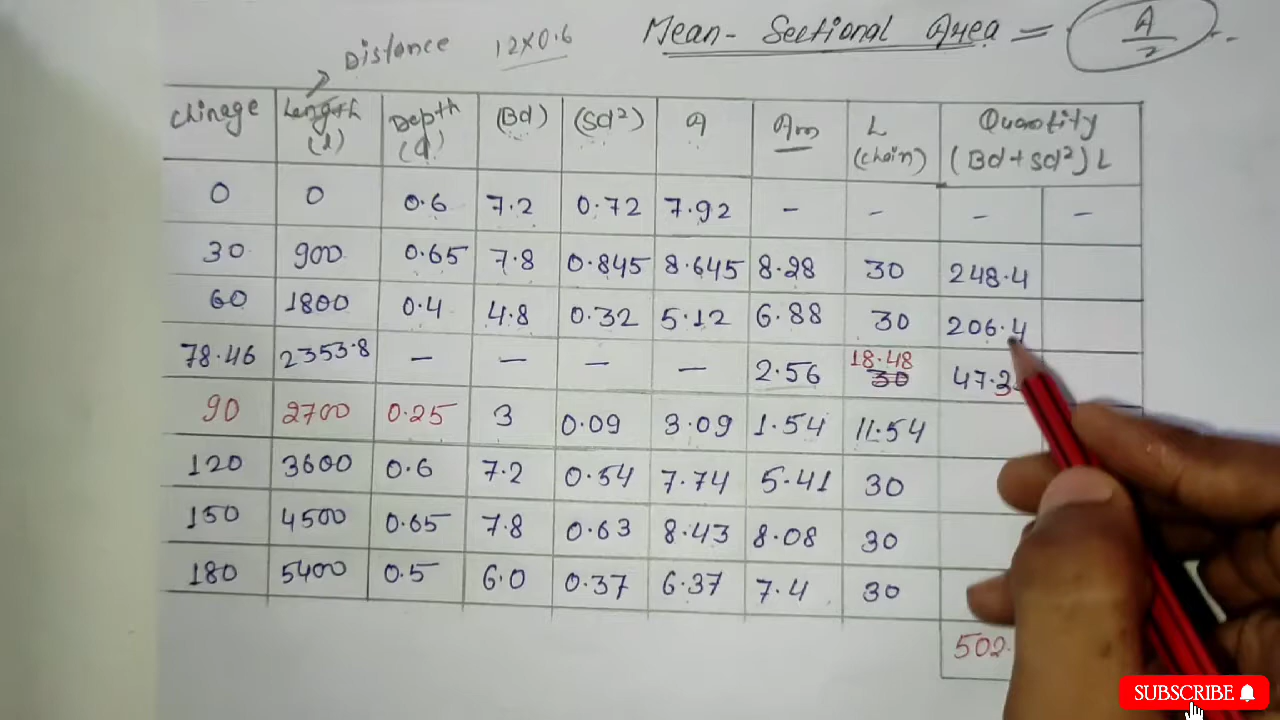 Mean- Sectional Area = A/2
Distance 12x0.6
Chinage Length (l) Depth (d) (Bd) (Sd²) A Am L (chain) Quantity (Bd+Sd²) L
0 0 0.6 7.2 0.72 7.92 - - - -
30 900 0.65 7.8 0.845 8.645 8.28 30 248.4
60 1800 0.4 4.8 0.32 5.12 6.88 30 206.4
78.46 2353.8 - - - - 2.56 18.48 30 47.3
90 2700 0.25 3 0.09 3.09 1.54 11.54
120 3600 0.6 7.2 0.54 7.74 5.41 30
150 4500 0.65 7.8 0.63 8.43 8.08 30
180 5400 0.5 6.0 0.37 6.37 7.4 30
502.
SUBSCRIBE